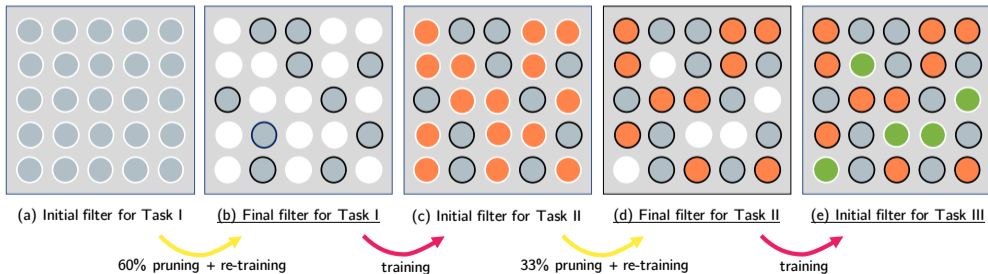 (a) Initial filter for Task I
(b) Final filter for Task I
(c) Initial filter for Task II
(d) Final filter for Task II
(e) Initial filter for Task III
60% pruning + re-training
training
33% pruning + re-training
training